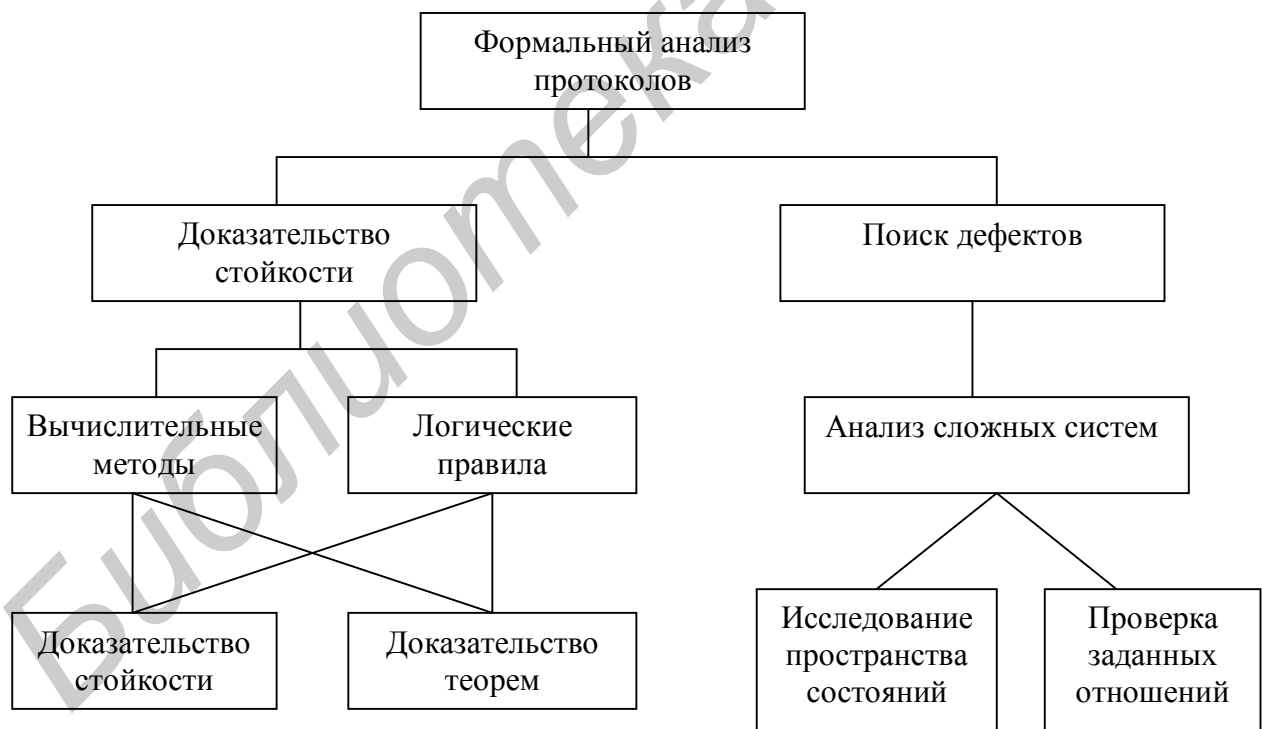 Формальный анализ
протоколов
Доказательство
стойкости
Поиск дефектов
Вычислительные
методы
Логические
правила
Анализ сложных систем
Доказательство
стойкости
Доказательство
теорем
Исследование
пространства
состояний
Проверка
заданных
отношений
Библиотека